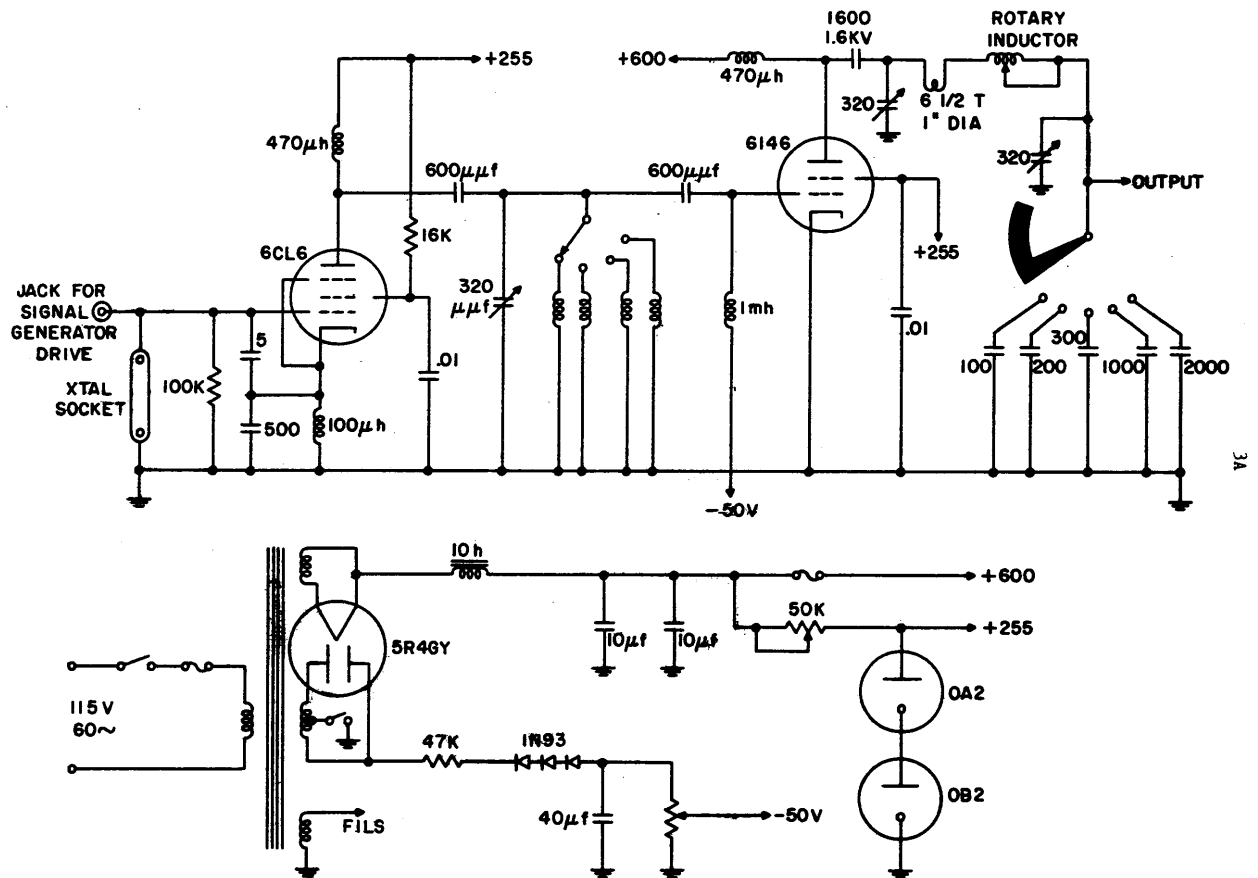 1600
1.6KV
ROTARY
INDUCTOR
+255
+600
470µh
320
6 1/2 T
1" DIA
470µh
6146
320
600µµf
600µµf
OUTPUT
16K
6CL6
+255
JACK FOR
SIGNAL
GENERATOR
DRIVE
320
µµf
1mh
5
.01
.01
300
100
200
1000
2000
XTAL
SOCKET
100K
500
100µh
3A
-50V
10h
+600
50K
5R4GY
10µf
10µf
+255
OA2
115V
60~
47K
1N93
OB2
40µf
-50V
FILS